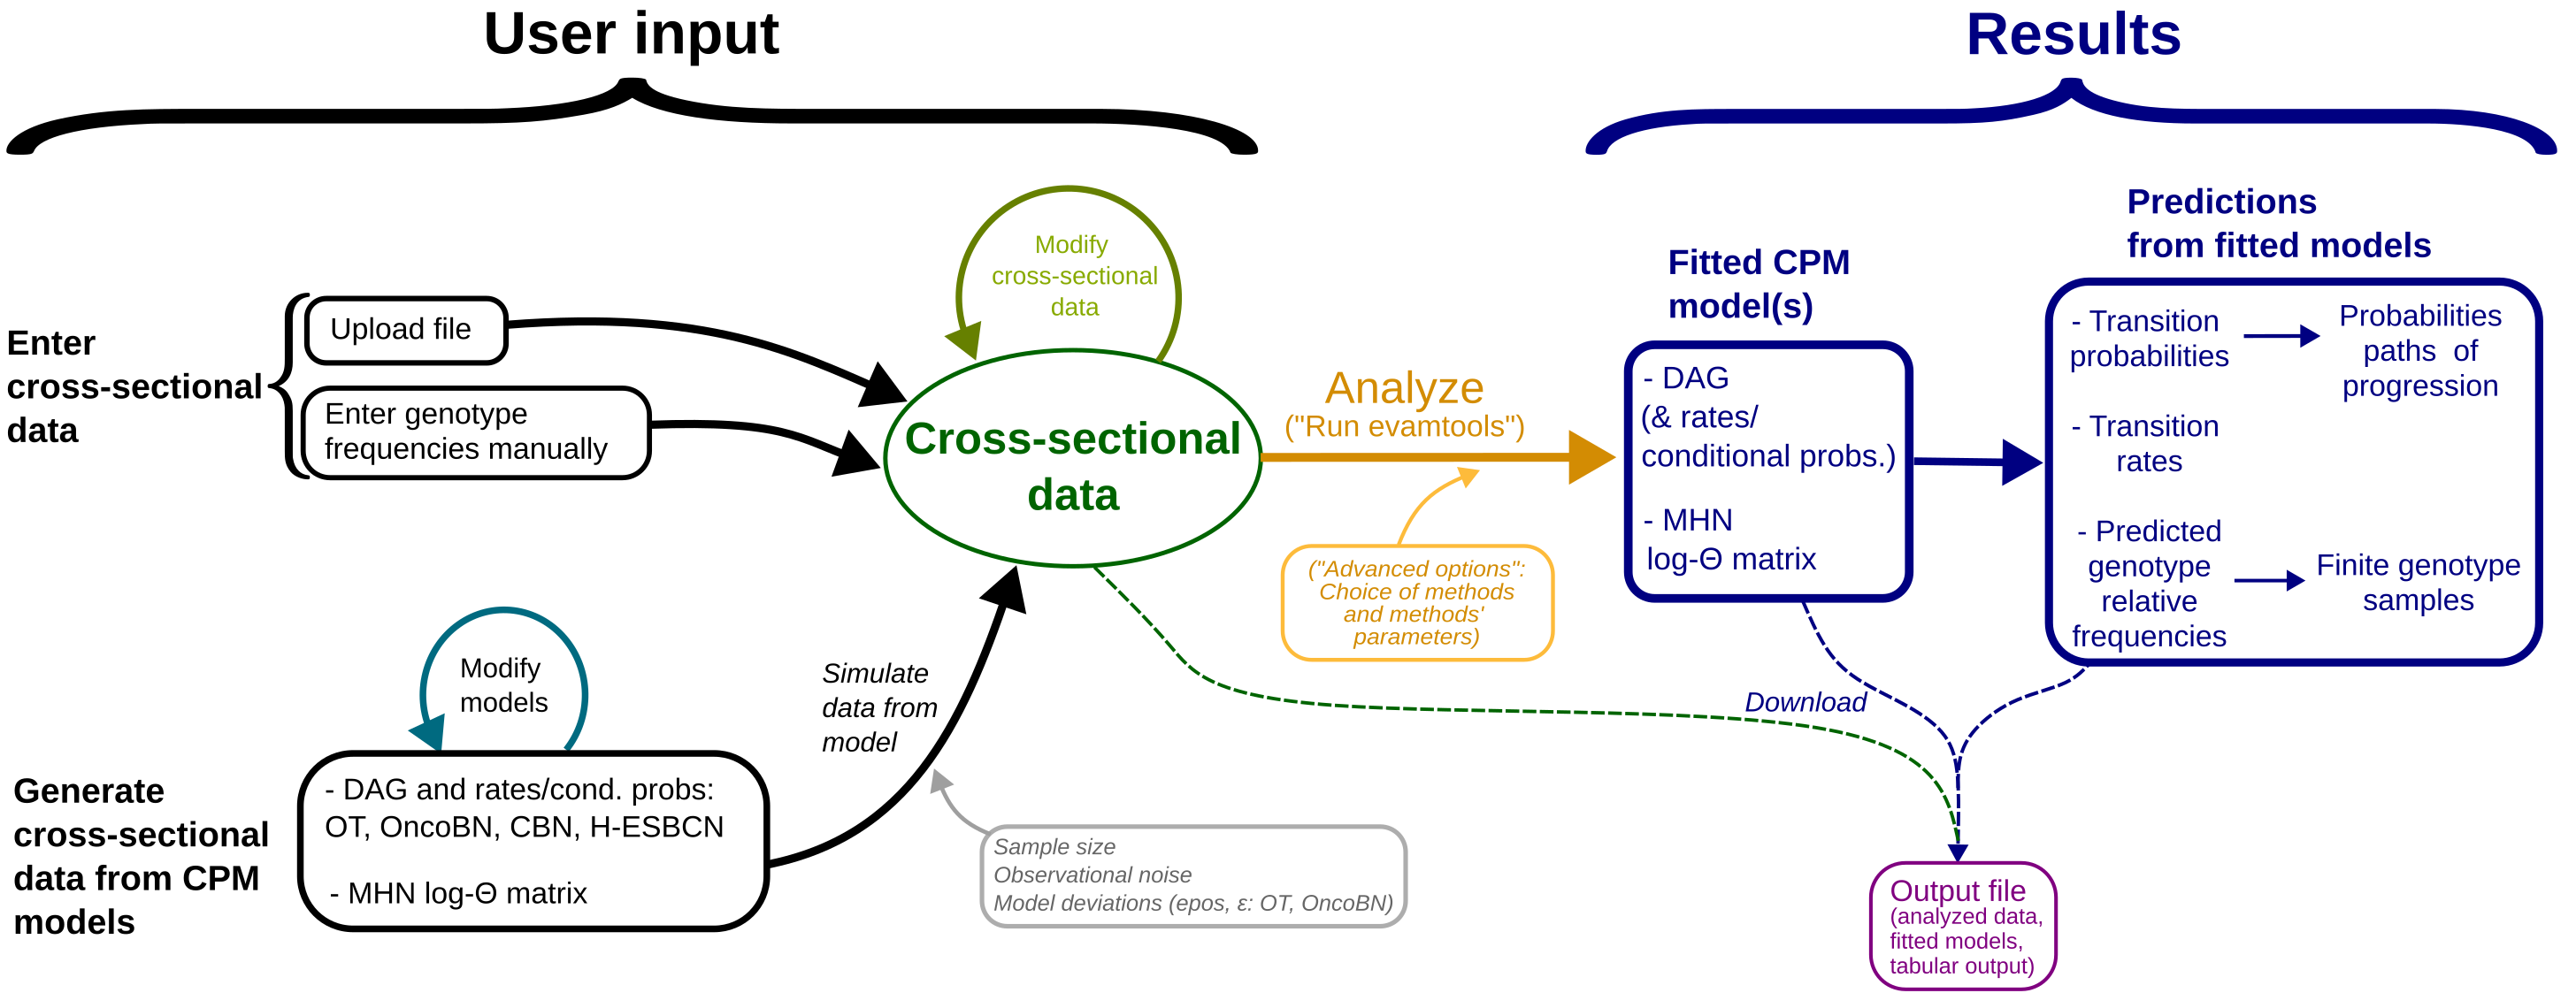 User input
Results
Enter
cross-sectional
data
Upload file
Enter genotype
frequencies manually
Modify
cross-sectional
data
Cross-sectional
data
Analyze
("Run evamtools")
("Advanced options":
Choice of methods
and methods'
parameters)
Fitted CPM
model(s)
- DAG
(& rates/
conditional probs.)
- MHN
log-Θ matrix
Predictions
from fitted models
- Transition
probabilities
Probabilities
paths of
progression
- Transition
rates
- Predicted
genotype
relative
frequencies
Finite genotype
samples
Generate
cross-sectional
data from CPM
models
Modify
models
- DAG and rates/cond. probs:
OT, OncoBN, CBN, H-ESBCN
- MHN log-Θ matrix
Simulate
data from
model
Sample size
Observational noise
Model deviations (epos, ε: OT, OncoBN)
Download
Output file
(analyzed data,
fitted models,
tabular output)